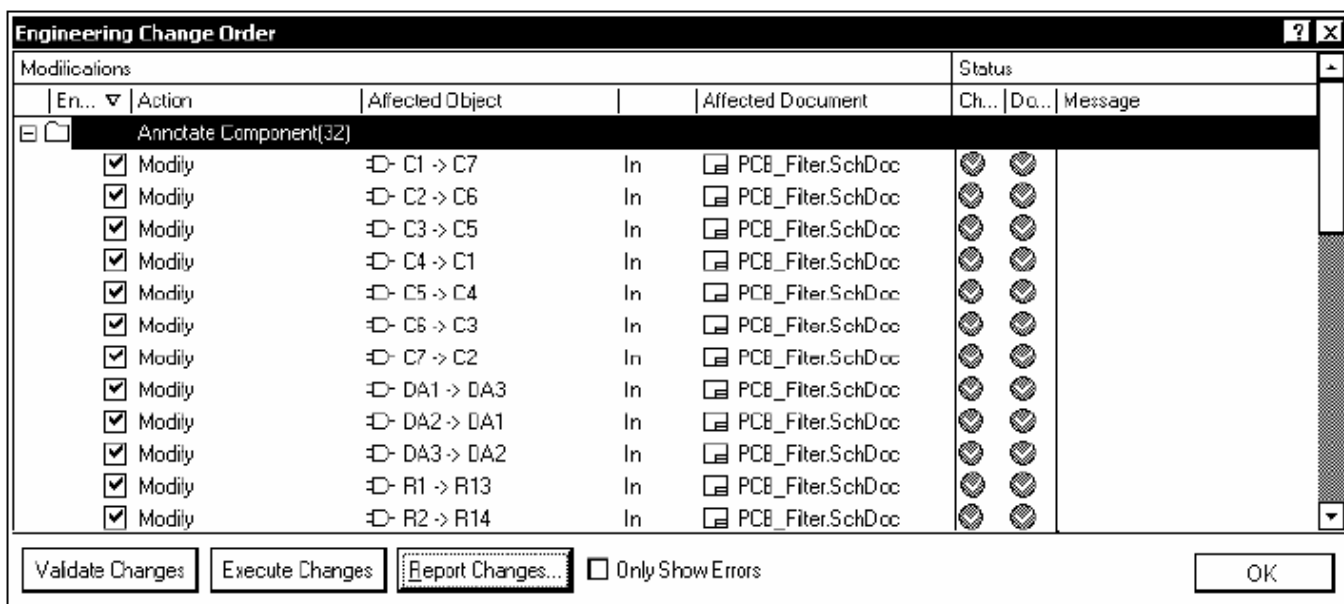 Engineering Change Order
Modifications Status
En... Action Affected Object Affected Document Ch... Do... Message
Annotate Component(32)
Modify C1 -> C7 In PCB_Filter.SchDoc
Modify C2 -> C6 In PCB_Filter.SchDoc
Modify C3 -> C5 In PCB_Filter.SchDoc
Modify C4 -> C1 In PCB_Filter.SchDoc
Modify C5 -> C4 In PCB_Filter.SchDoc
Modify C6 -> C3 In PCB_Filter.SchDoc
Modify C7 -> C2 In PCB_Filter.SchDoc
Modify DA1 -> DA3 In PCB_Filter.SchDoc
Modify DA2 -> DA1 In PCB_Filter.SchDoc
Modify DA3 -> DA2 In PCB_Filter.SchDoc
Modify R1 -> R13 In PCB_Filter.SchDoc
Modify R2 -> R14 In PCB_Filter.SchDoc
Validate Changes Execute Changes Report Changes... Only Show Errors OK